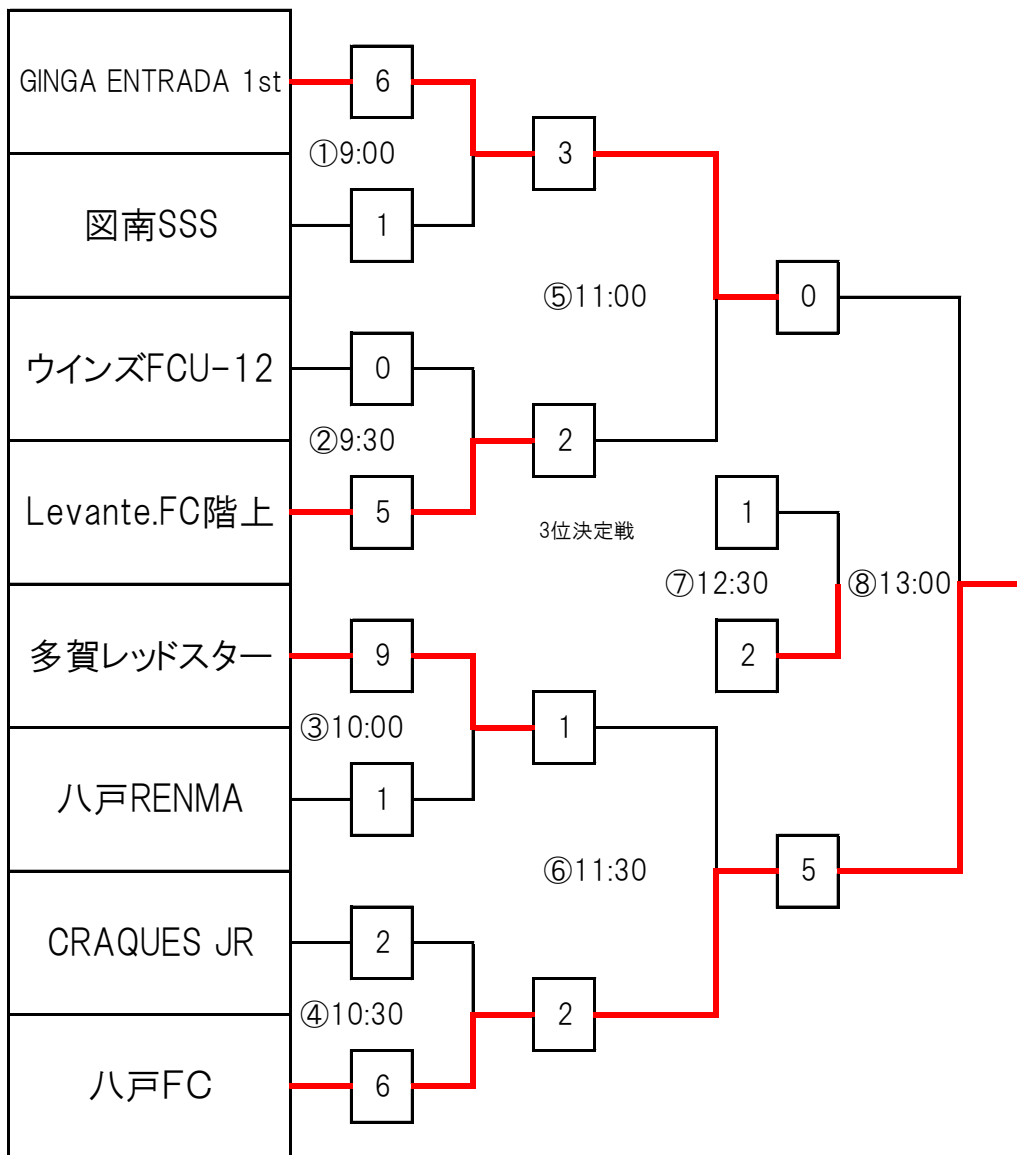 GINGA ENTRADA 1st
6
①9:00
3
図南SSS
1
⑤11:00
0
ウインズFCU-12
0
②9:30
2
Levante.FC階上
5
3位決定戦
1
⑦12:30
⑧13:00
多賀レッドスター
9
2
③10:00
1
八戸RENMA
1
⑥11:30
5
CRAQUES JR
2
④10:30
2
八戸FC
6